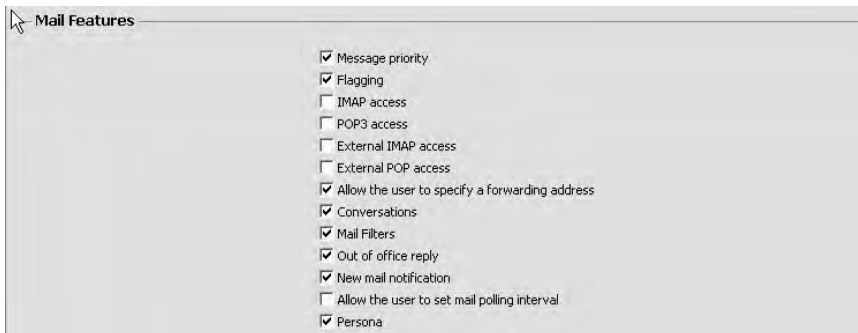 Mail Features
Message priority
Flagging
IMAP access
POP3 access
External IMAP access
External POP access
Allow the user to specify a forwarding address
Conversations
Mail Filters
Out of office reply
New mail notification
Allow the user to set mail polling interval
Persona